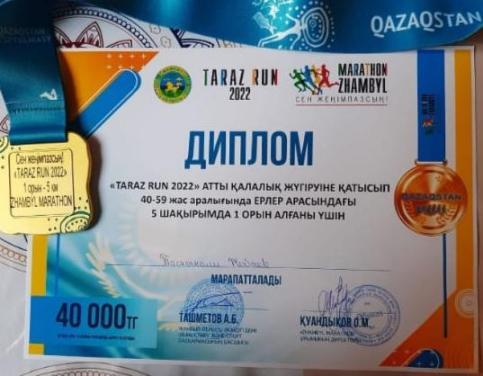 QAZAQSTAN
TARAZ RUN
2022
MARATHON
ZHAMBYL
СЕН ЖЕҢІМПАЗСЫҢ!
ДИПЛОМ
«TARAZ RUN 2022» АТТЫ ҚАЛАЛЫҚ ЖҮГІРУІНЕ ҚАТЫСЫП
40-59 жас аралығында ЕРЛЕР АРАСЫНДАҒЫ
5 ШАҚЫРЫМДА 1 ОРЫН АЛҒАНЫ ҮШІН
МАРАПАТТАЛАДЫ
Сен жеңімпазсың!
«TARAZ RUN 2022»
1 орын - 5 км
ZHAMBYL MARATHON
QAZAQSTAN
40 000ТГ
ТАШМЕТОВ А.Б.
ҚУАНДЫҚОВ О.М.